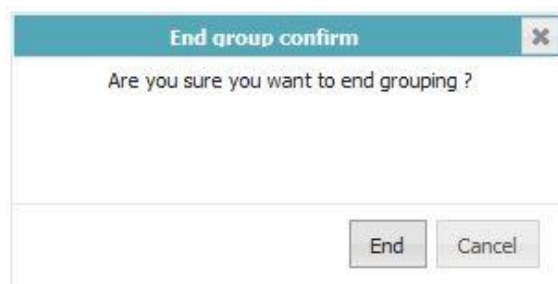 End group confirm
Are you sure you want to end grouping ?
End Cancel